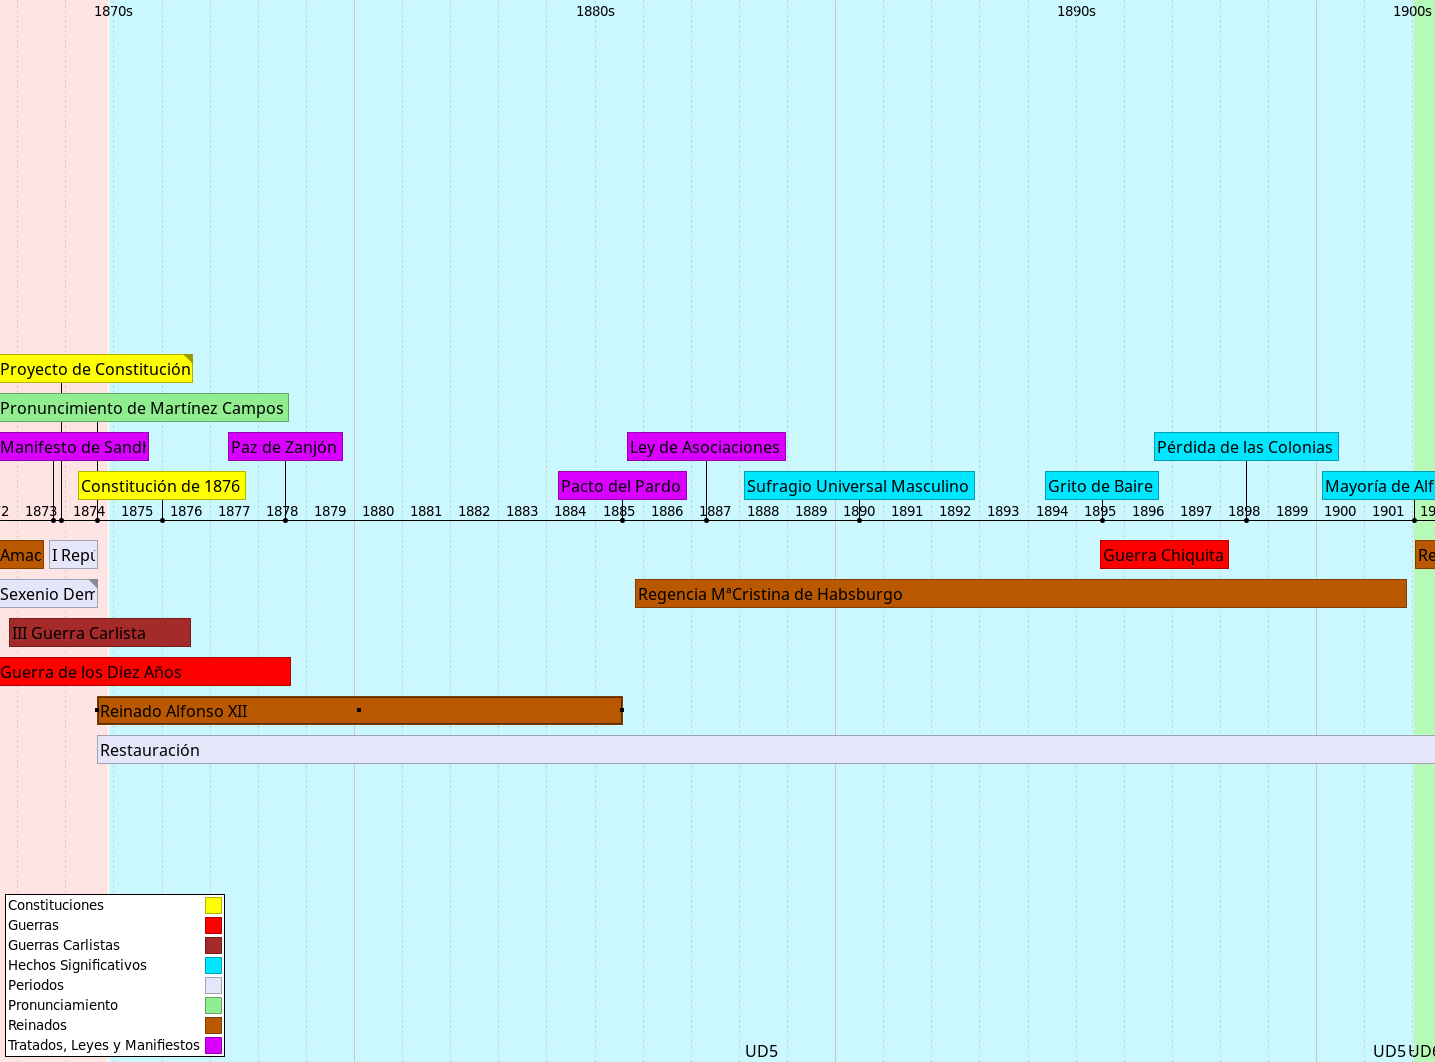 1870s 1880s 1890s 1900s
Proyecto de Constitución
Pronuncimiento de Martínez Campos
Manifesto de Sandh Paz de Zanjón Ley de Asociaciones Pérdida de las Colonias
Constitución de 1876 Pacto del Pardo Sufragio Universal Masculino Grito de Baire Mayoría de Alf
2 1873 1874 1875 1876 1877 1878 1879 1880 1881 1882 1883 1884 1885 1886 1887 1888 1889 1890 1891 1892 1893 1894 1895 1896 1897 1898 1899 1900 1901 19
Amad I Repú Guerra Chiquita Re
Sexenio Dem Regencia MªCristina de Habsburgo
III Guerra Carlista
Guerra de los Diez Años
Reinado Alfonso XII
Restauración
Constituciones
Guerras
Guerras Carlistas
Hechos Significativos
Periodos
Pronunciamiento
Reinados
Tratados, Leyes y Manifiestos
UD5 UD5-UD6